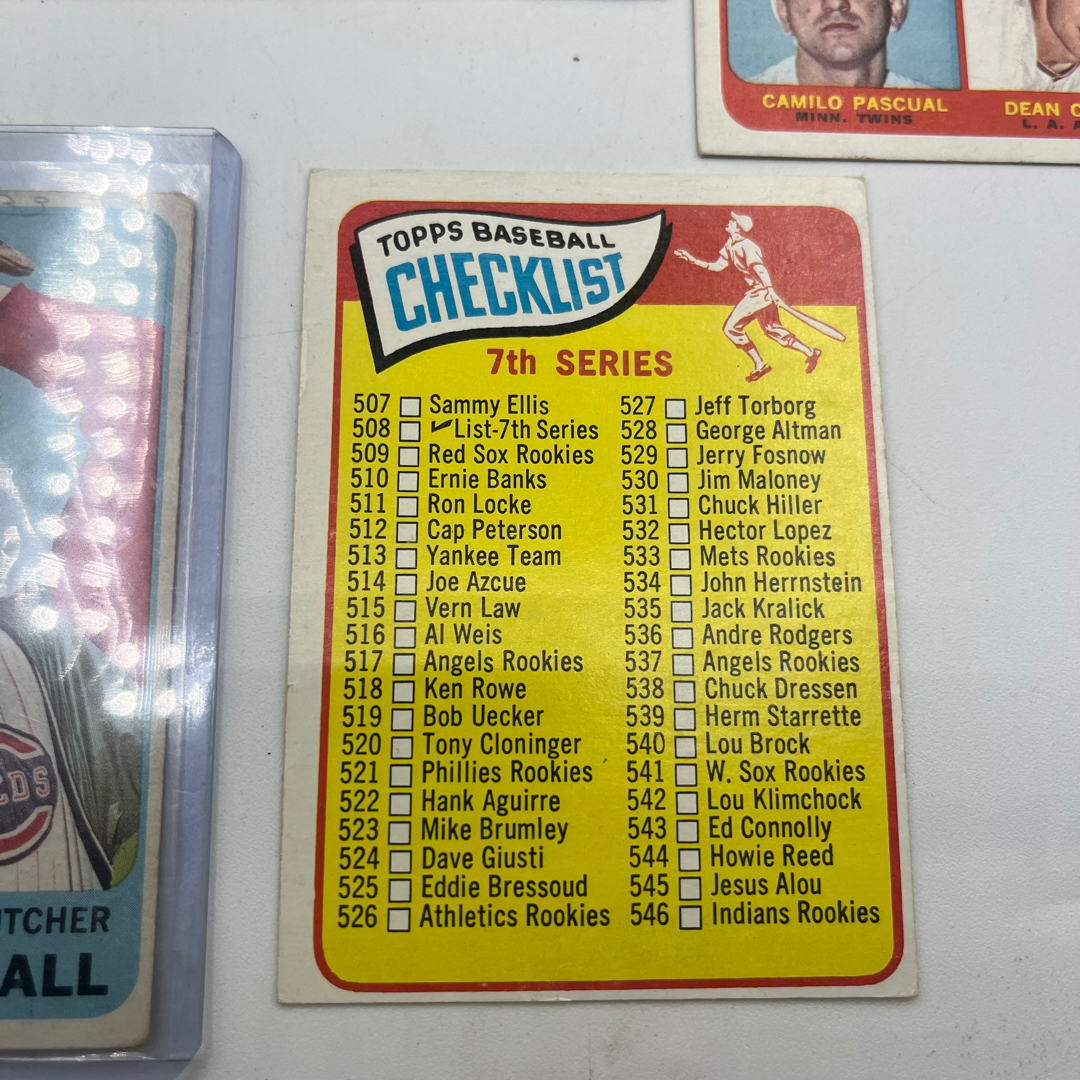 CAMILO PASCUAL
MINN. TWINS
DEAN
L. A.
TOPPS BASEBALL
CHECKLIST
7th SERIES
507 Sammy Ellis
508 ✓List-7th Series
509 Red Sox Rookies
510 Ernie Banks
511 Ron Locke
512 Cap Peterson
513 Yankee Team
514 Joe Azcue
515 Vern Law
516 Al Weis
517 Angels Rookies
518 Ken Rowe
519 Bob Uecker
520 Tony Cloninger
521 Phillies Rookies
522 Hank Aguirre
523 Mike Brumley
524 Dave Giusti
525 Eddie Bressoud
526 Athletics Rookies
527 Jeff Torborg
528 George Altman
529 Jerry Fosnow
530 Jim Maloney
531 Chuck Hiller
532 Hector Lopez
533 Mets Rookies
534 John Herrnstein
535 Jack Kralick
536 Andre Rodgers
537 Angels Rookies
538 Chuck Dressen
539 Herm Starrette
540 Lou Brock
541 W. Sox Rookies
542 Lou Klimchock
543 Ed Connolly
544 Howie Reed
545 Jesus Alou
546 Indians Rookies
EDS
TCHER
ALL